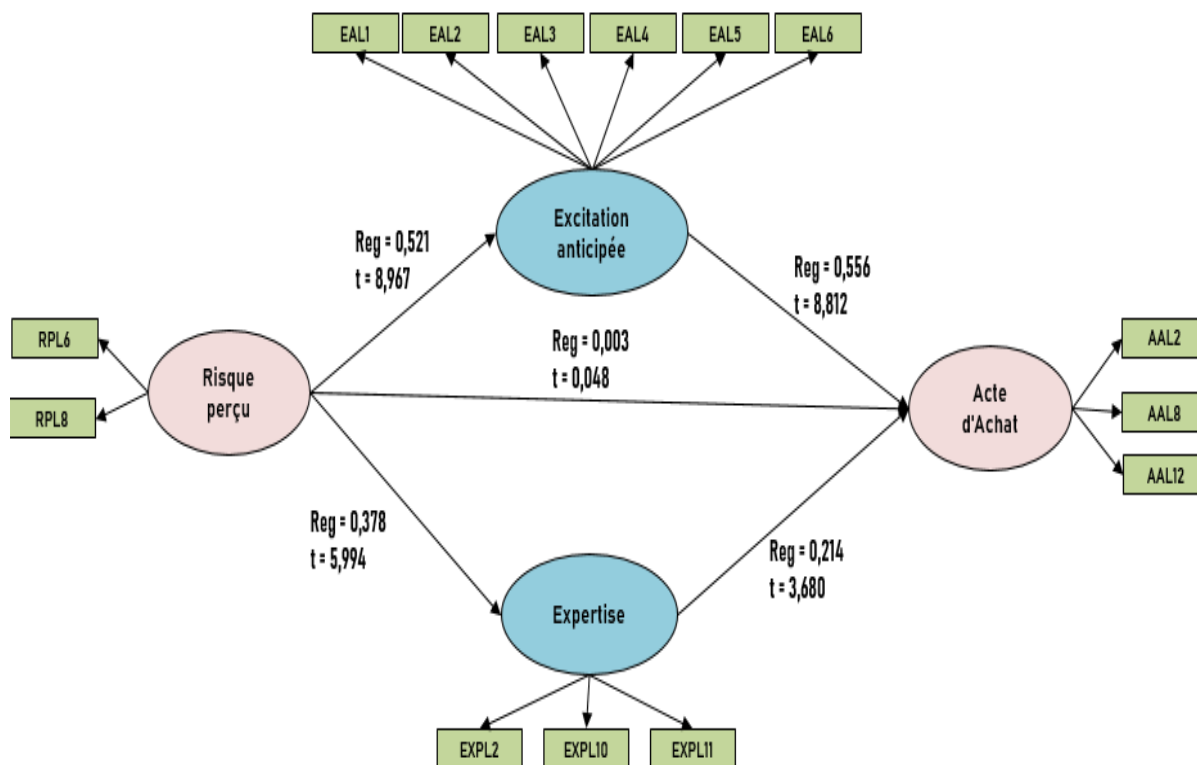 EAL1 EAL2 EAL3 EAL4 EAL5 EAL6
Excitation
anticipée
Reg = 0,521
t = 8,967
Reg = 0,556
t = 8,812
RPL6
RPL8
Risque
perçu
Reg = 0,003
t = 0,048
Acte
d'Achat
AAL2
AAL8
AAL12
Reg = 0,378
t = 5,994
Reg = 0,214
t = 3,680
Expertise
EXPL2 EXPL10 EXPL11